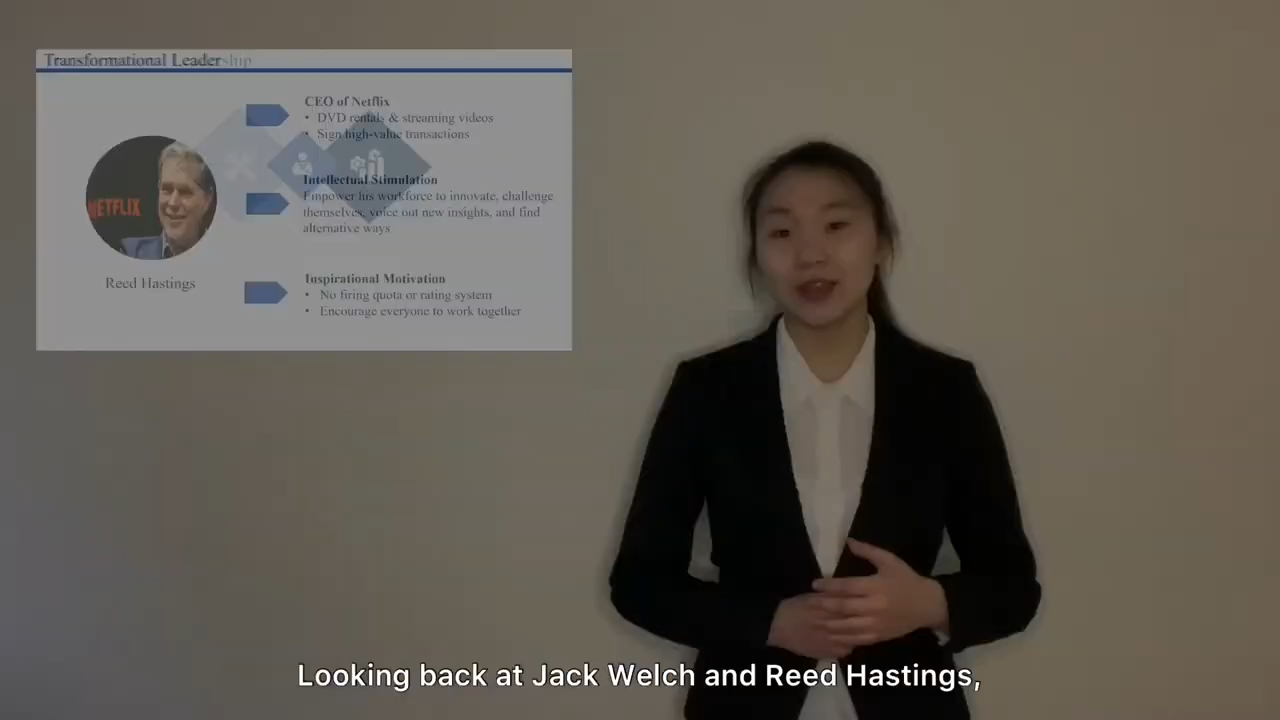 Transformational Leader
CEO of Netflix
• DVD rentals & streaming videos
• Sign high-value transactions
Intellectual Stimulation
Empower his workforce to innovate, challenge
themselves, voice out new insights, and find
alternative ways
NETFLIX
Reed Hastings
Inspirational Motivation
• No firing quota or rating system
• Encourage everyone to work together
Looking back at Jack Welch and Reed Hastings,